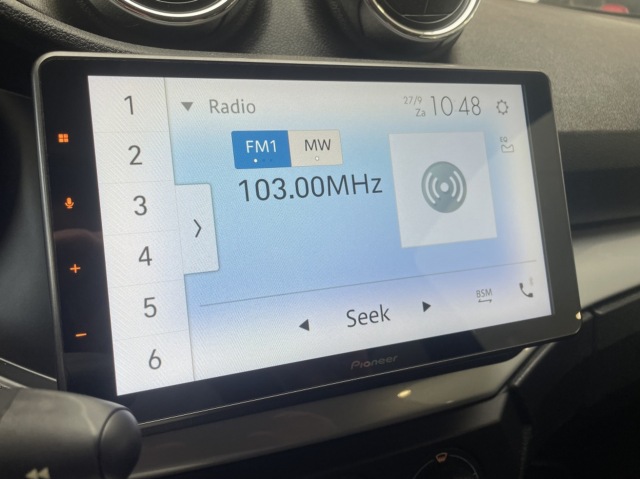 Radio
27/9
Za
10 48
FM1
MW
103.00MHz
1
2
3
4
5
6
Seek
BSM
Pioneer